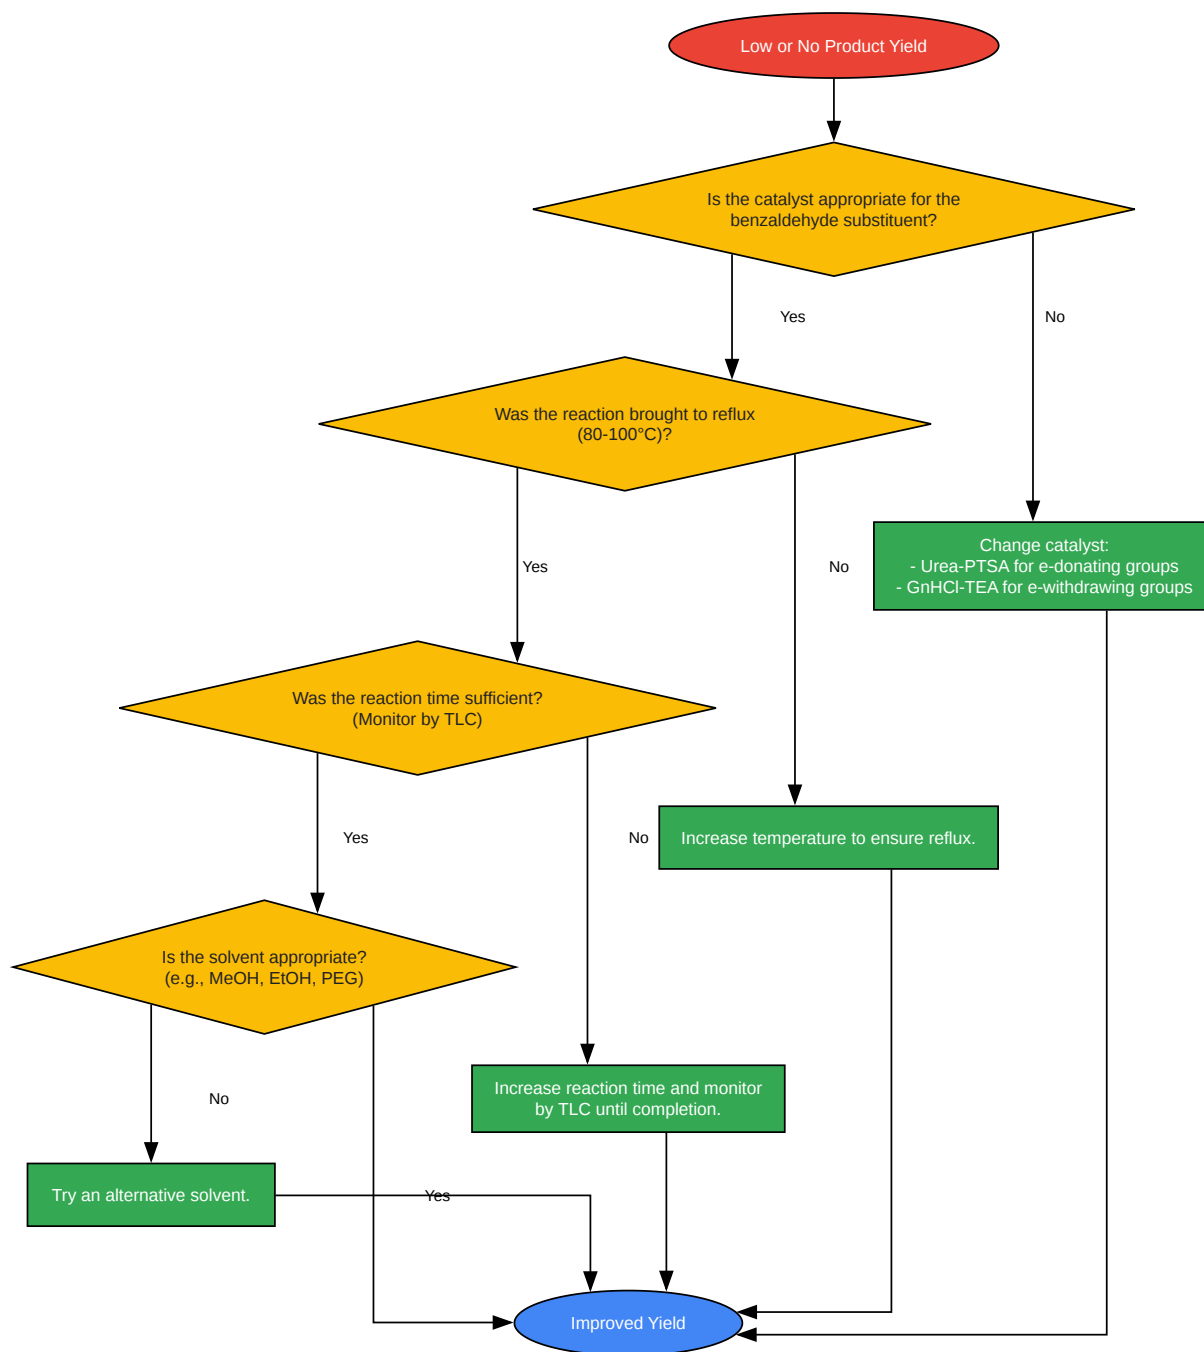 Low or No Product Yield
Is the catalyst appropriate for the
benzaldehyde substituent?
Yes
No
Was the reaction brought to reflux
(80-100°C)?
Change catalyst:
- Urea-PTSA for e-donating groups
- GnHCl-TEA for e-withdrawing groups
Yes
No
Was the reaction time sufficient?
(Monitor by TLC)
Yes
No
Increase temperature to ensure reflux.
Is the solvent appropriate?
(e.g., MeOH, EtOH, PEG)
No
Increase reaction time and monitor
by TLC until completion.
Try an alternative solvent.
Yes
Improved Yield